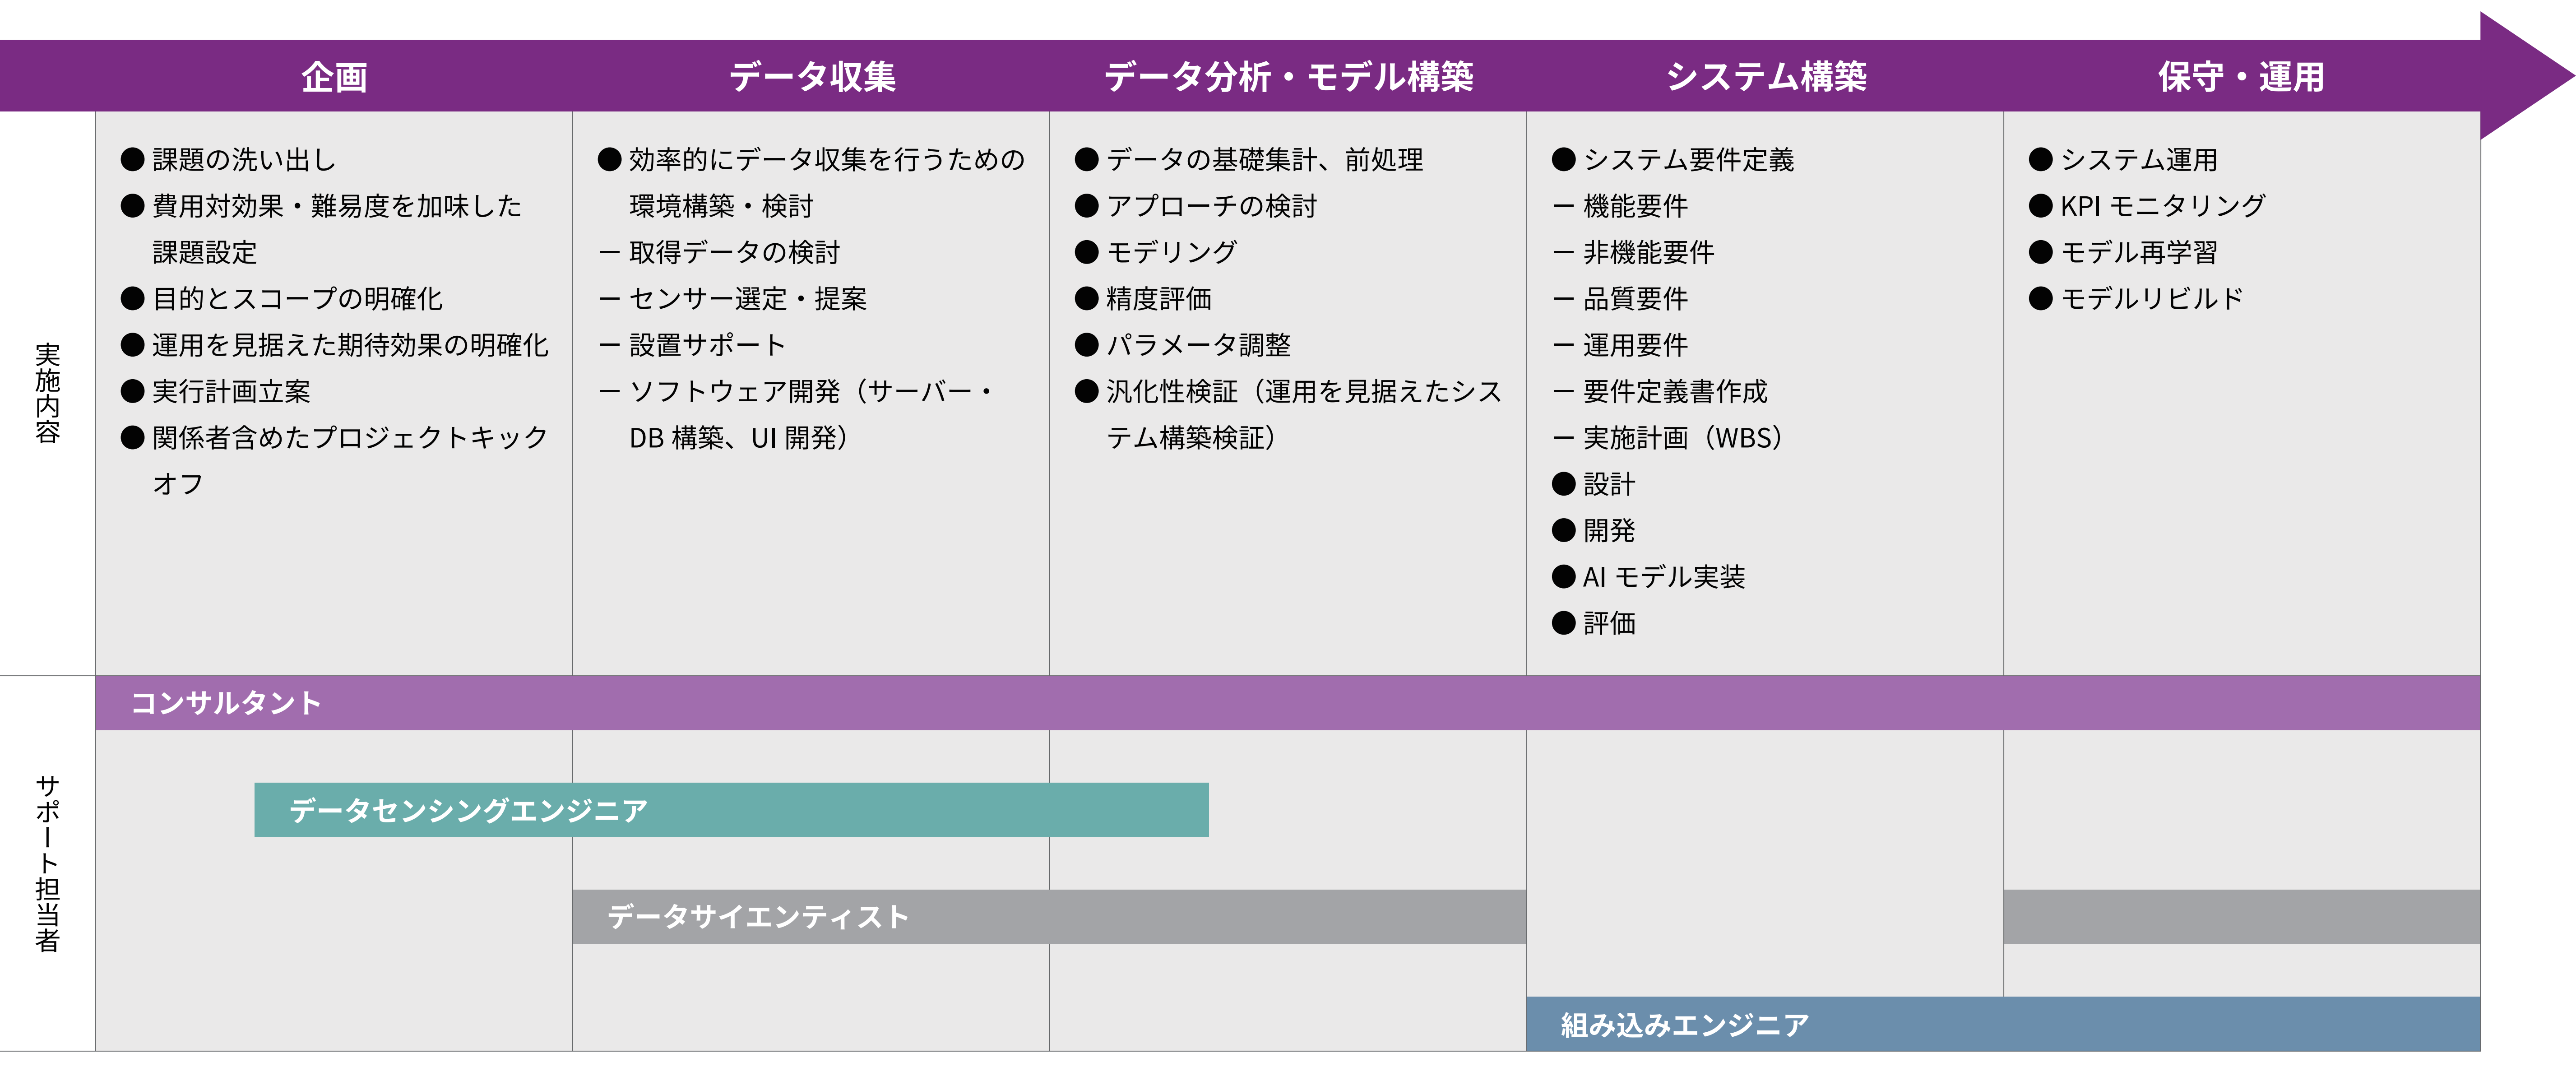 企画
データ収集
データ分析・モデル構築
システム構築
保守・運用
実施内容
● 課題の洗い出し
● 費用対効果・難易度を加味した
課題設定
● 目的とスコープの明確化
● 運用を見据えた期待効果の明確化
● 実行計画立案
● 関係者含めたプロジェクトキック
オフ
● 効率的にデータ収集を行うための
環境構築・検討
― 取得データの検討
― センサー選定・提案
― 設置サポート
― ソフトウェア開発（サーバー・
DB 構築、UI 開発）
● データの基礎集計、前処理
● アプローチの検討
● モデリング
● 精度評価
● パラメータ調整
● 汎化性検証（運用を見据えたシス
テム構築検証）
● システム要件定義
― 機能要件
― 非機能要件
― 品質要件
― 運用要件
― 要件定義書作成
― 実施計画（WBS）
● 設計
● 開発
● AI モデル実装
● 評価
● システム運用
● KPI モニタリング
● モデル再学習
● モデルリビルド
サポート担当者
コンサルタント
データセンシングエンジニア
データサイエンティスト
組み込みエンジニア